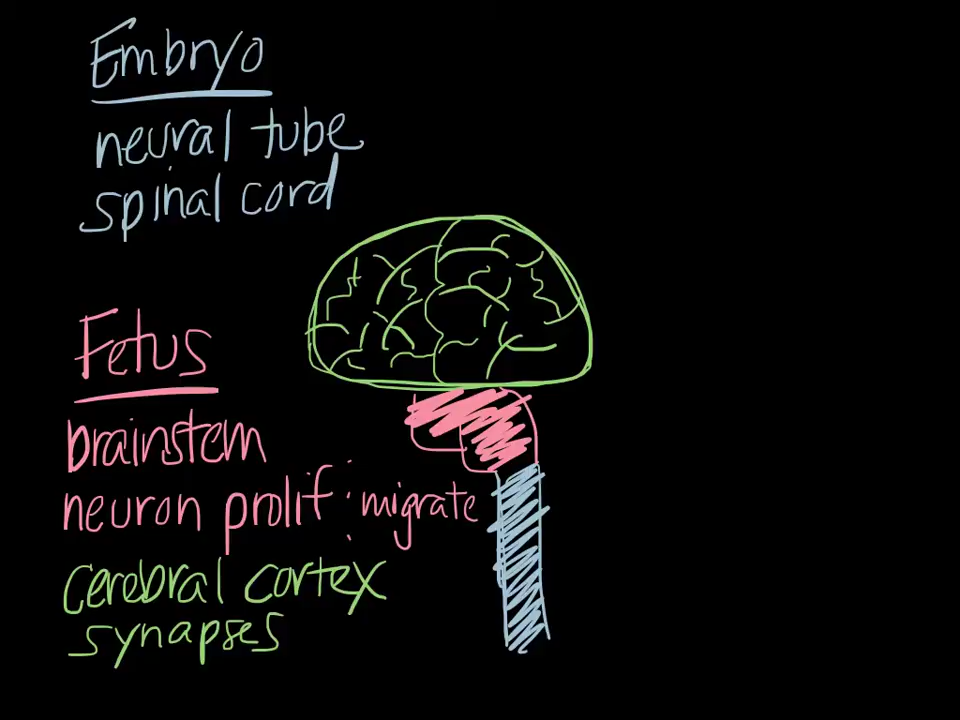 Embryo
neural tube
spinal cord
Fetus
brainstem
neuron prolif : migrate
cerebral cortex
synapses